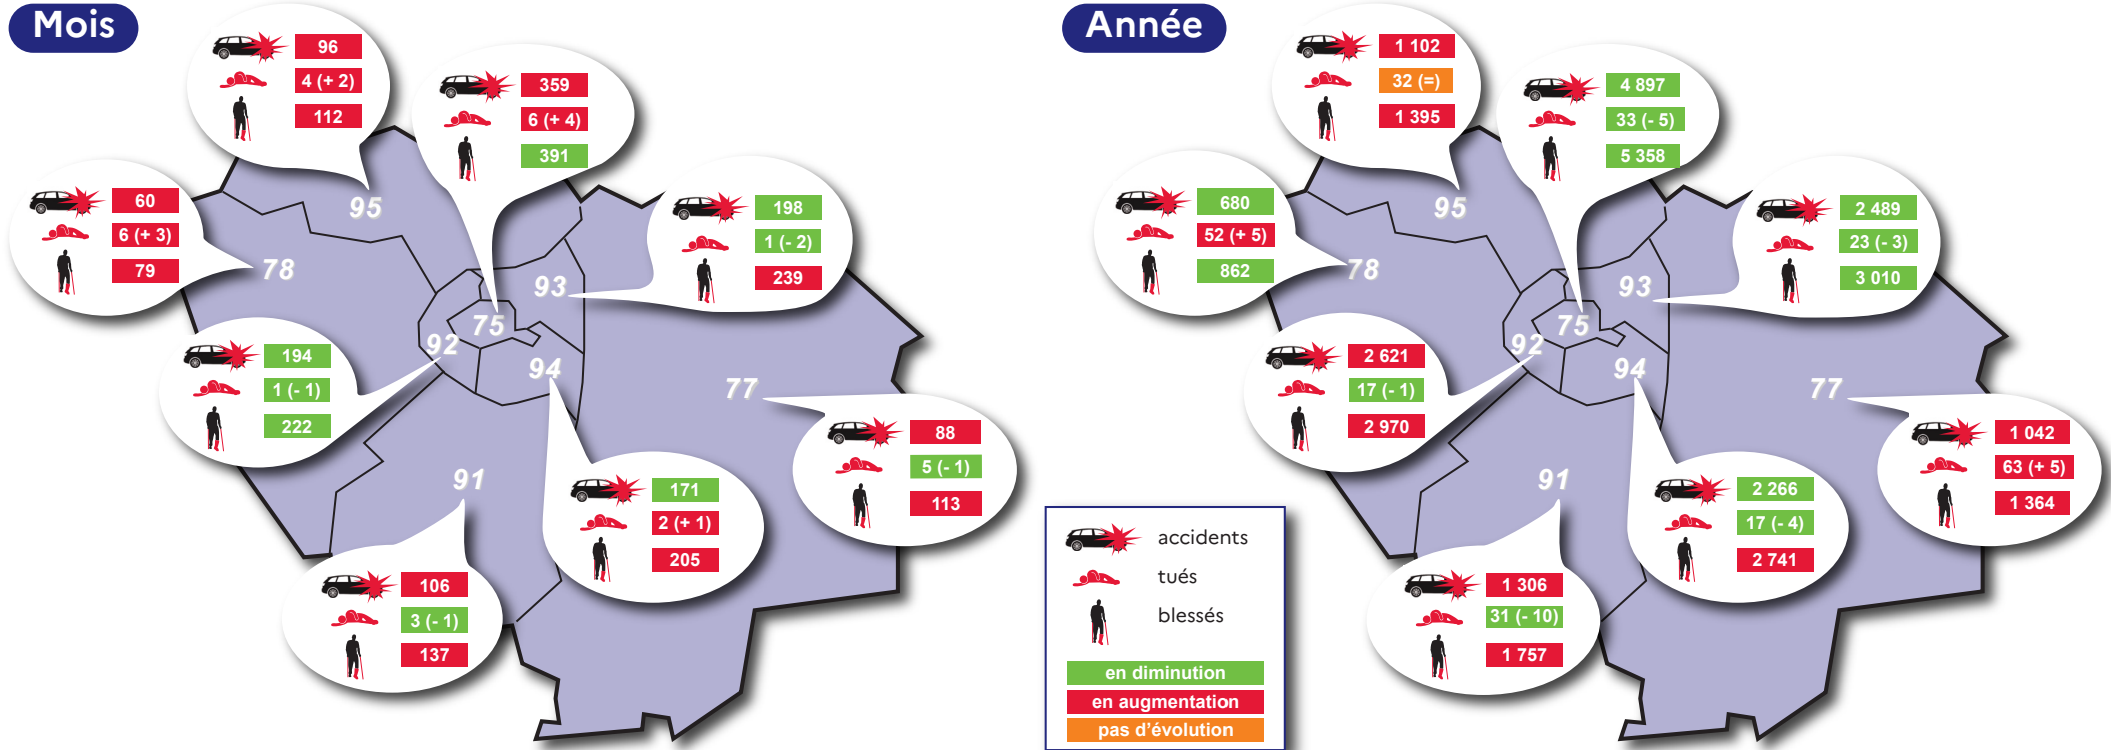 Mois
96
4 (+ 2)
112
359
6 (+ 4)
391
60
6 (+ 3)
79
198
1 (- 2)
239
194
1 (- 1)
222
88
5 (- 1)
113
171
2 (+ 1)
205
106
3 (- 1)
137
95
78
93
75
92
94
77
91
Année
1 102
32 (=)
1 395
4 897
33 (- 5)
5 358
680
52 (+ 5)
862
2 489
23 (- 3)
3 010
2 621
17 (- 1)
2 970
1 042
63 (+ 5)
1 364
2 266
17 (- 4)
2 741
1 306
31 (- 10)
1 757
95
78
93
75
92
94
77
91
accidents
tués
blessés
en diminution
en augmentation
pas d'évolution